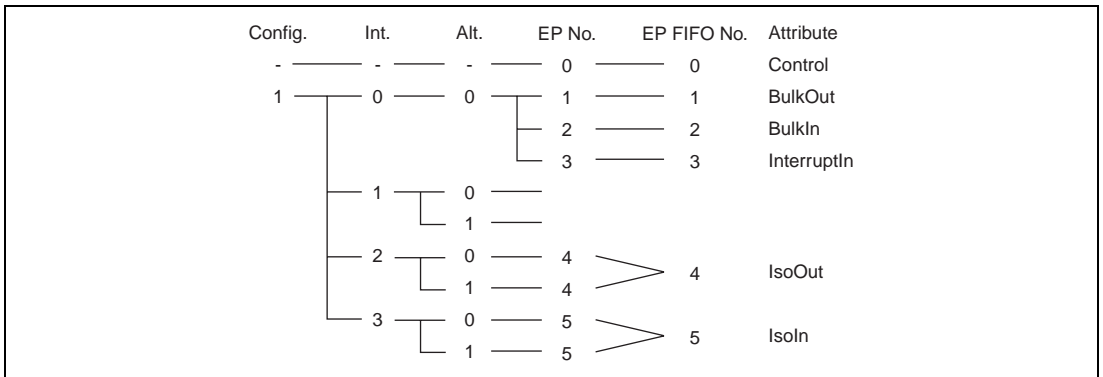 Config. Int. Alt. EP No. EP FIFO No. Attribute
- - - 0 0 Control
1 0 0 1 1 BulkOut
2 2 BulkIn
3 3 InterruptIn
1 0
1
2 0 4
4 IsoOut
1 4
3 0 5
5 IsoIn
1 5